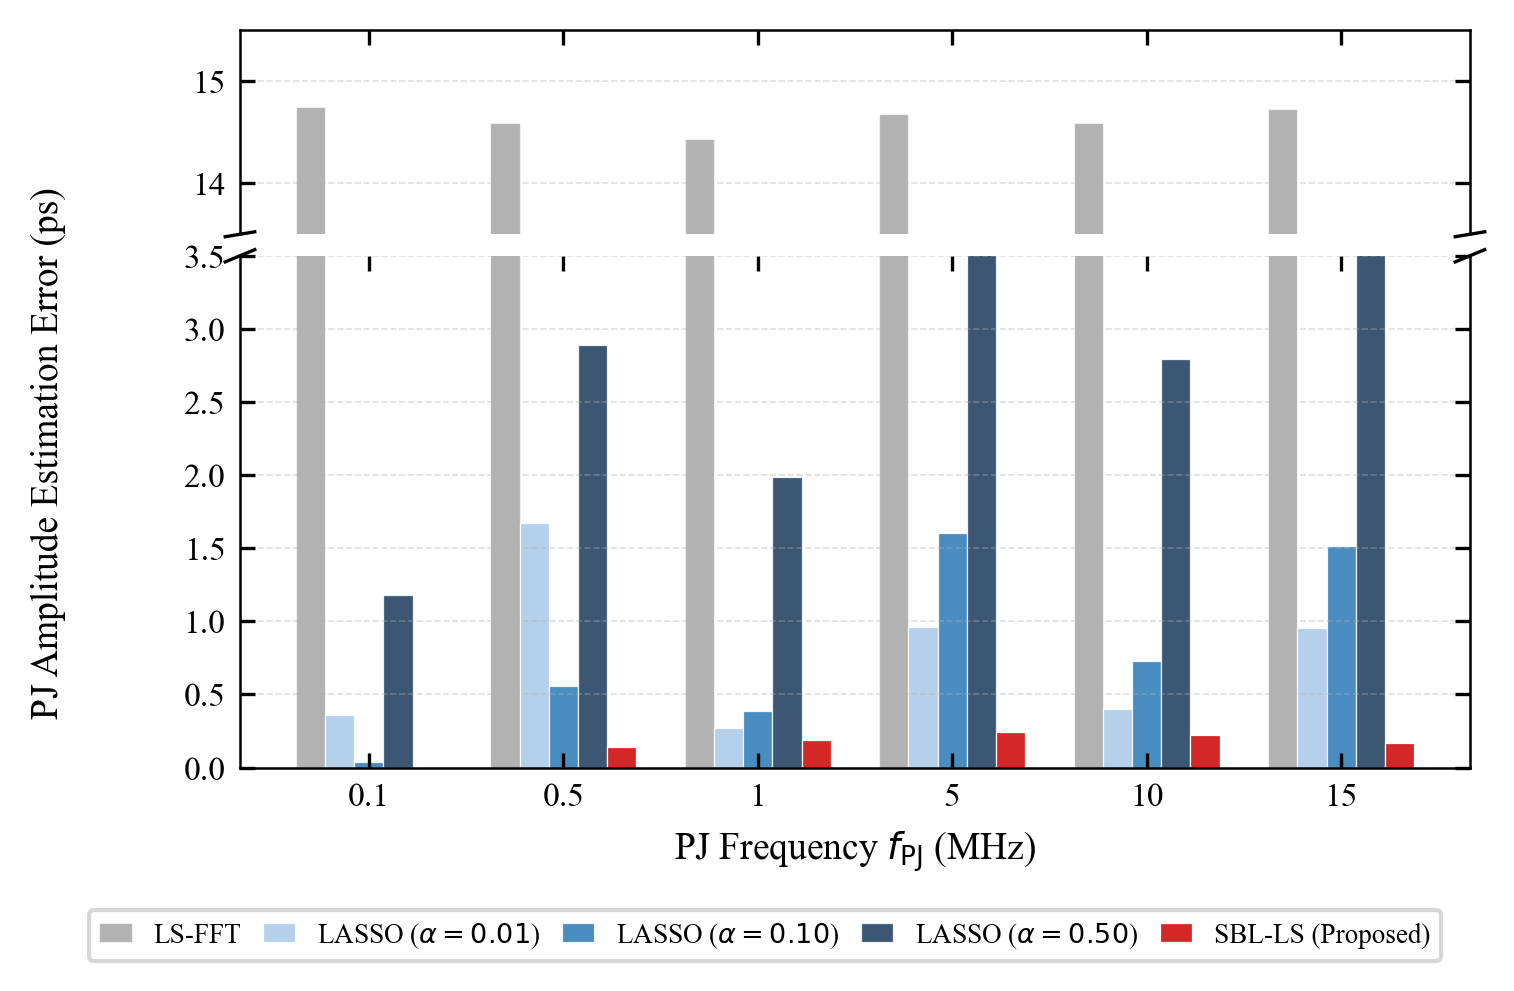 15
14
3.5
3.0
2.5
2.0
1.5
1.0
0.5
0.0
PJ Amplitude Estimation Error (ps)
0.1 0.5 1 5 10 15
PJ Frequency f_PJ (MHz)
LS-FFT LASSO (α = 0.01) LASSO (α = 0.10) LASSO (α = 0.50) SBL-LS (Proposed)